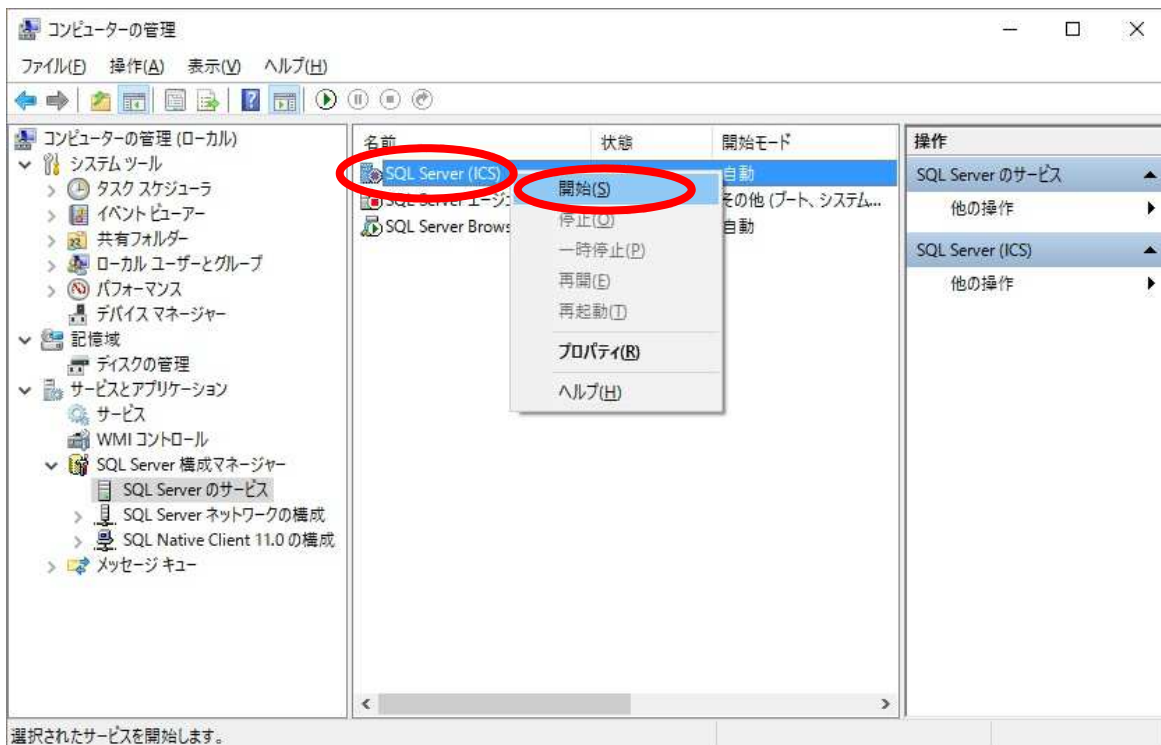 コンピューターの管理
ファイル(F) 操作(A) 表示(V) ヘルプ(H)
コンピューターの管理 (ローカル)
システム ツール
タスク スケジューラ
イベント ビューアー
共有フォルダー
ローカル ユーザーとグループ
パフォーマンス
デバイス マネージャー
記憶域
ディスクの管理
サービスとアプリケーション
サービス
WMI コントロール
SQL Server 構成マネージャー
SQL Server のサービス
SQL Server ネットワークの構成
SQL Native Client 11.0 の構成
メッセージ キュー
名前 状態 開始モード
SQL Server (ICS) 自動
SQL Server エージ その他 (ブート、システム...
SQL Server Brows 自動
開始(S)
停止(O)
一時停止(P)
再開(E)
再起動(T)
プロパティ(R)
ヘルプ(H)
操作
SQL Server のサービス
他の操作
SQL Server (ICS)
他の操作
選択されたサービスを開始します。